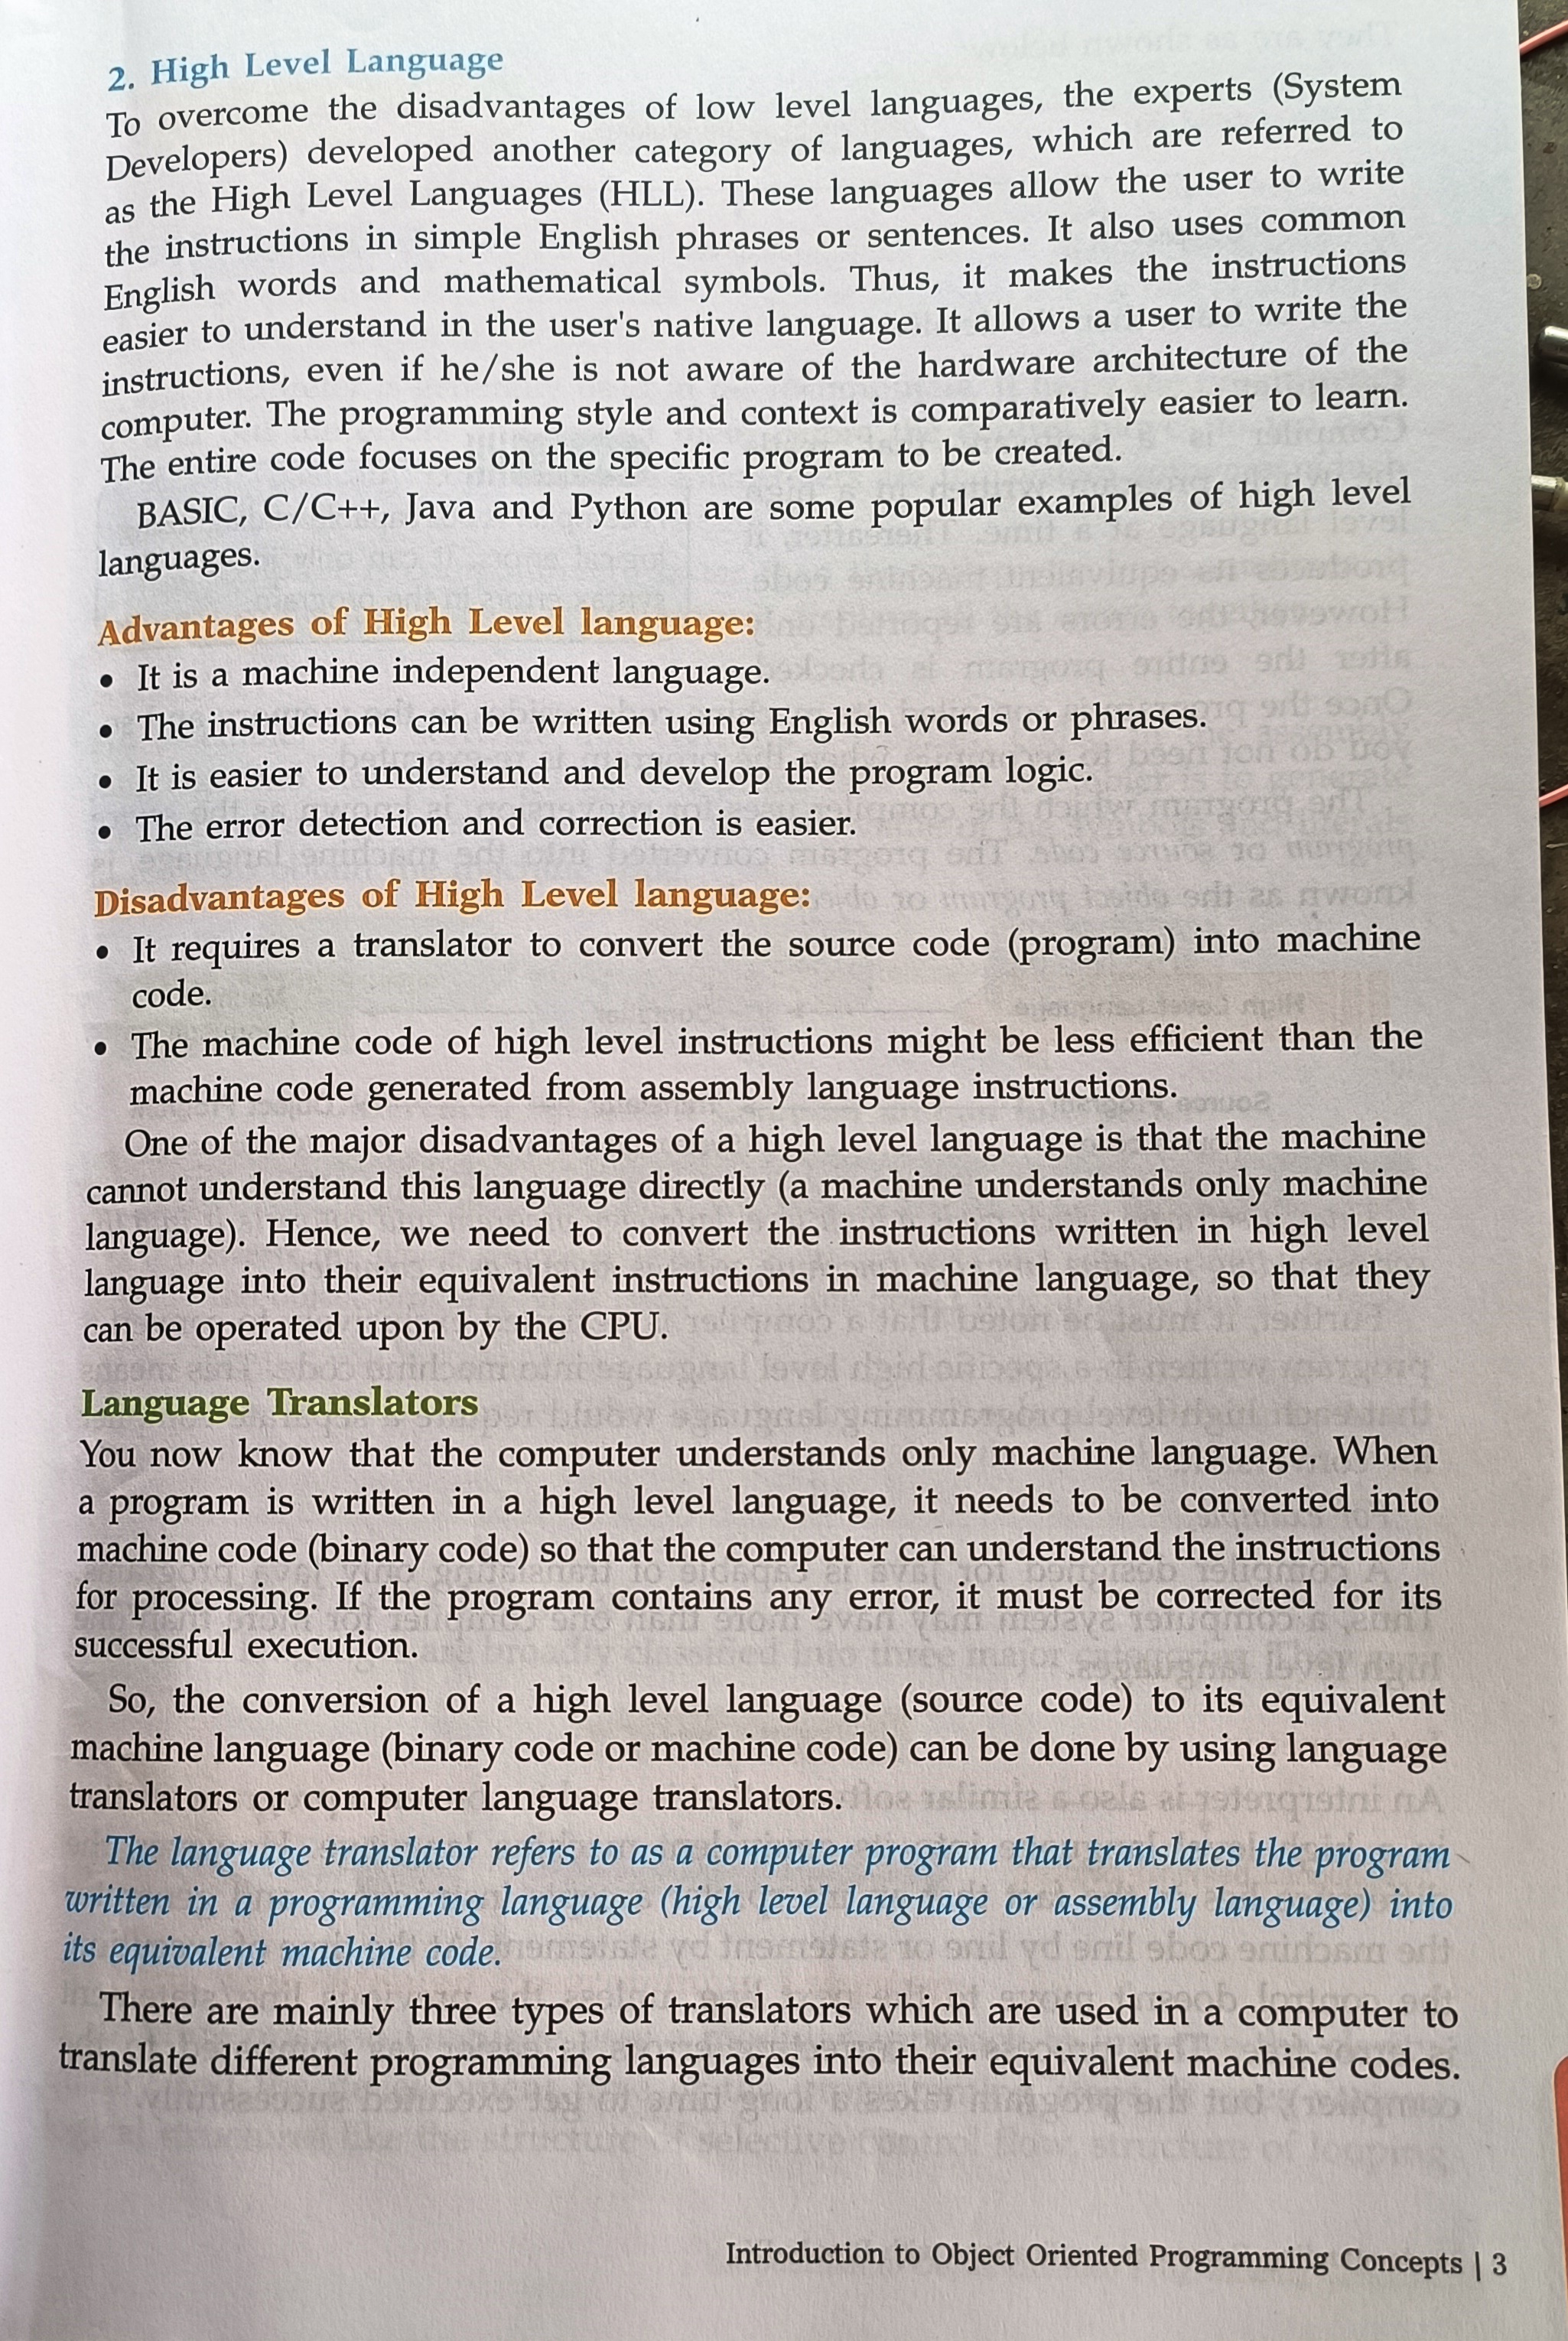 2. High Level Language
To overcome the disadvantages of low level languages, the experts (System
Developers) developed another category of languages, which are referred to
as the High Level Languages (HLL). These languages allow the user to write
the instructions in simple English phrases or sentences. It also uses common
English words and mathematical symbols. Thus, it makes the instructions
easier to understand in the user's native language. It allows a user to write the
instructions, even if he/she is not aware of the hardware architecture of the
computer. The programming style and context is comparatively easier to learn.
The entire code focuses on the specific program to be created.
BASIC, C/C++, Java and Python are some popular examples of high level
languages.
Advantages of High Level language:
• It is a machine independent language.
• The instructions can be written using English words or phrases.
• It is easier to understand and develop the program logic.
• The error detection and correction is easier.
Disadvantages of High Level language:
• It requires a translator to convert the source code (program) into machine
code.
• The machine code of high level instructions might be less efficient than the
machine code generated from assembly language instructions.
One of the major disadvantages of a high level language is that the machine
cannot understand this language directly (a machine understands only machine
language). Hence, we need to convert the instructions written in high level
language into their equivalent instructions in machine language, so that they
can be operated upon by the CPU.
Language Translators
You now know that the computer understands only machine language. When
a program is written in a high level language, it needs to be converted into
machine code (binary code) so that the computer can understand the instructions
for processing. If the program contains any error, it must be corrected for its
successful execution.
So, the conversion of a high level language (source code) to its equivalent
machine language (binary code or machine code) can be done by using language
translators or computer language translators.
The language translator refers to as a computer program that translates the program
written in a programming language (high level language or assembly language) into
its equivalent machine code.
There are mainly three types of translators which are used in a computer to
translate different programming languages into their equivalent machine codes.
Introduction to Object Oriented Programming Concepts | 3